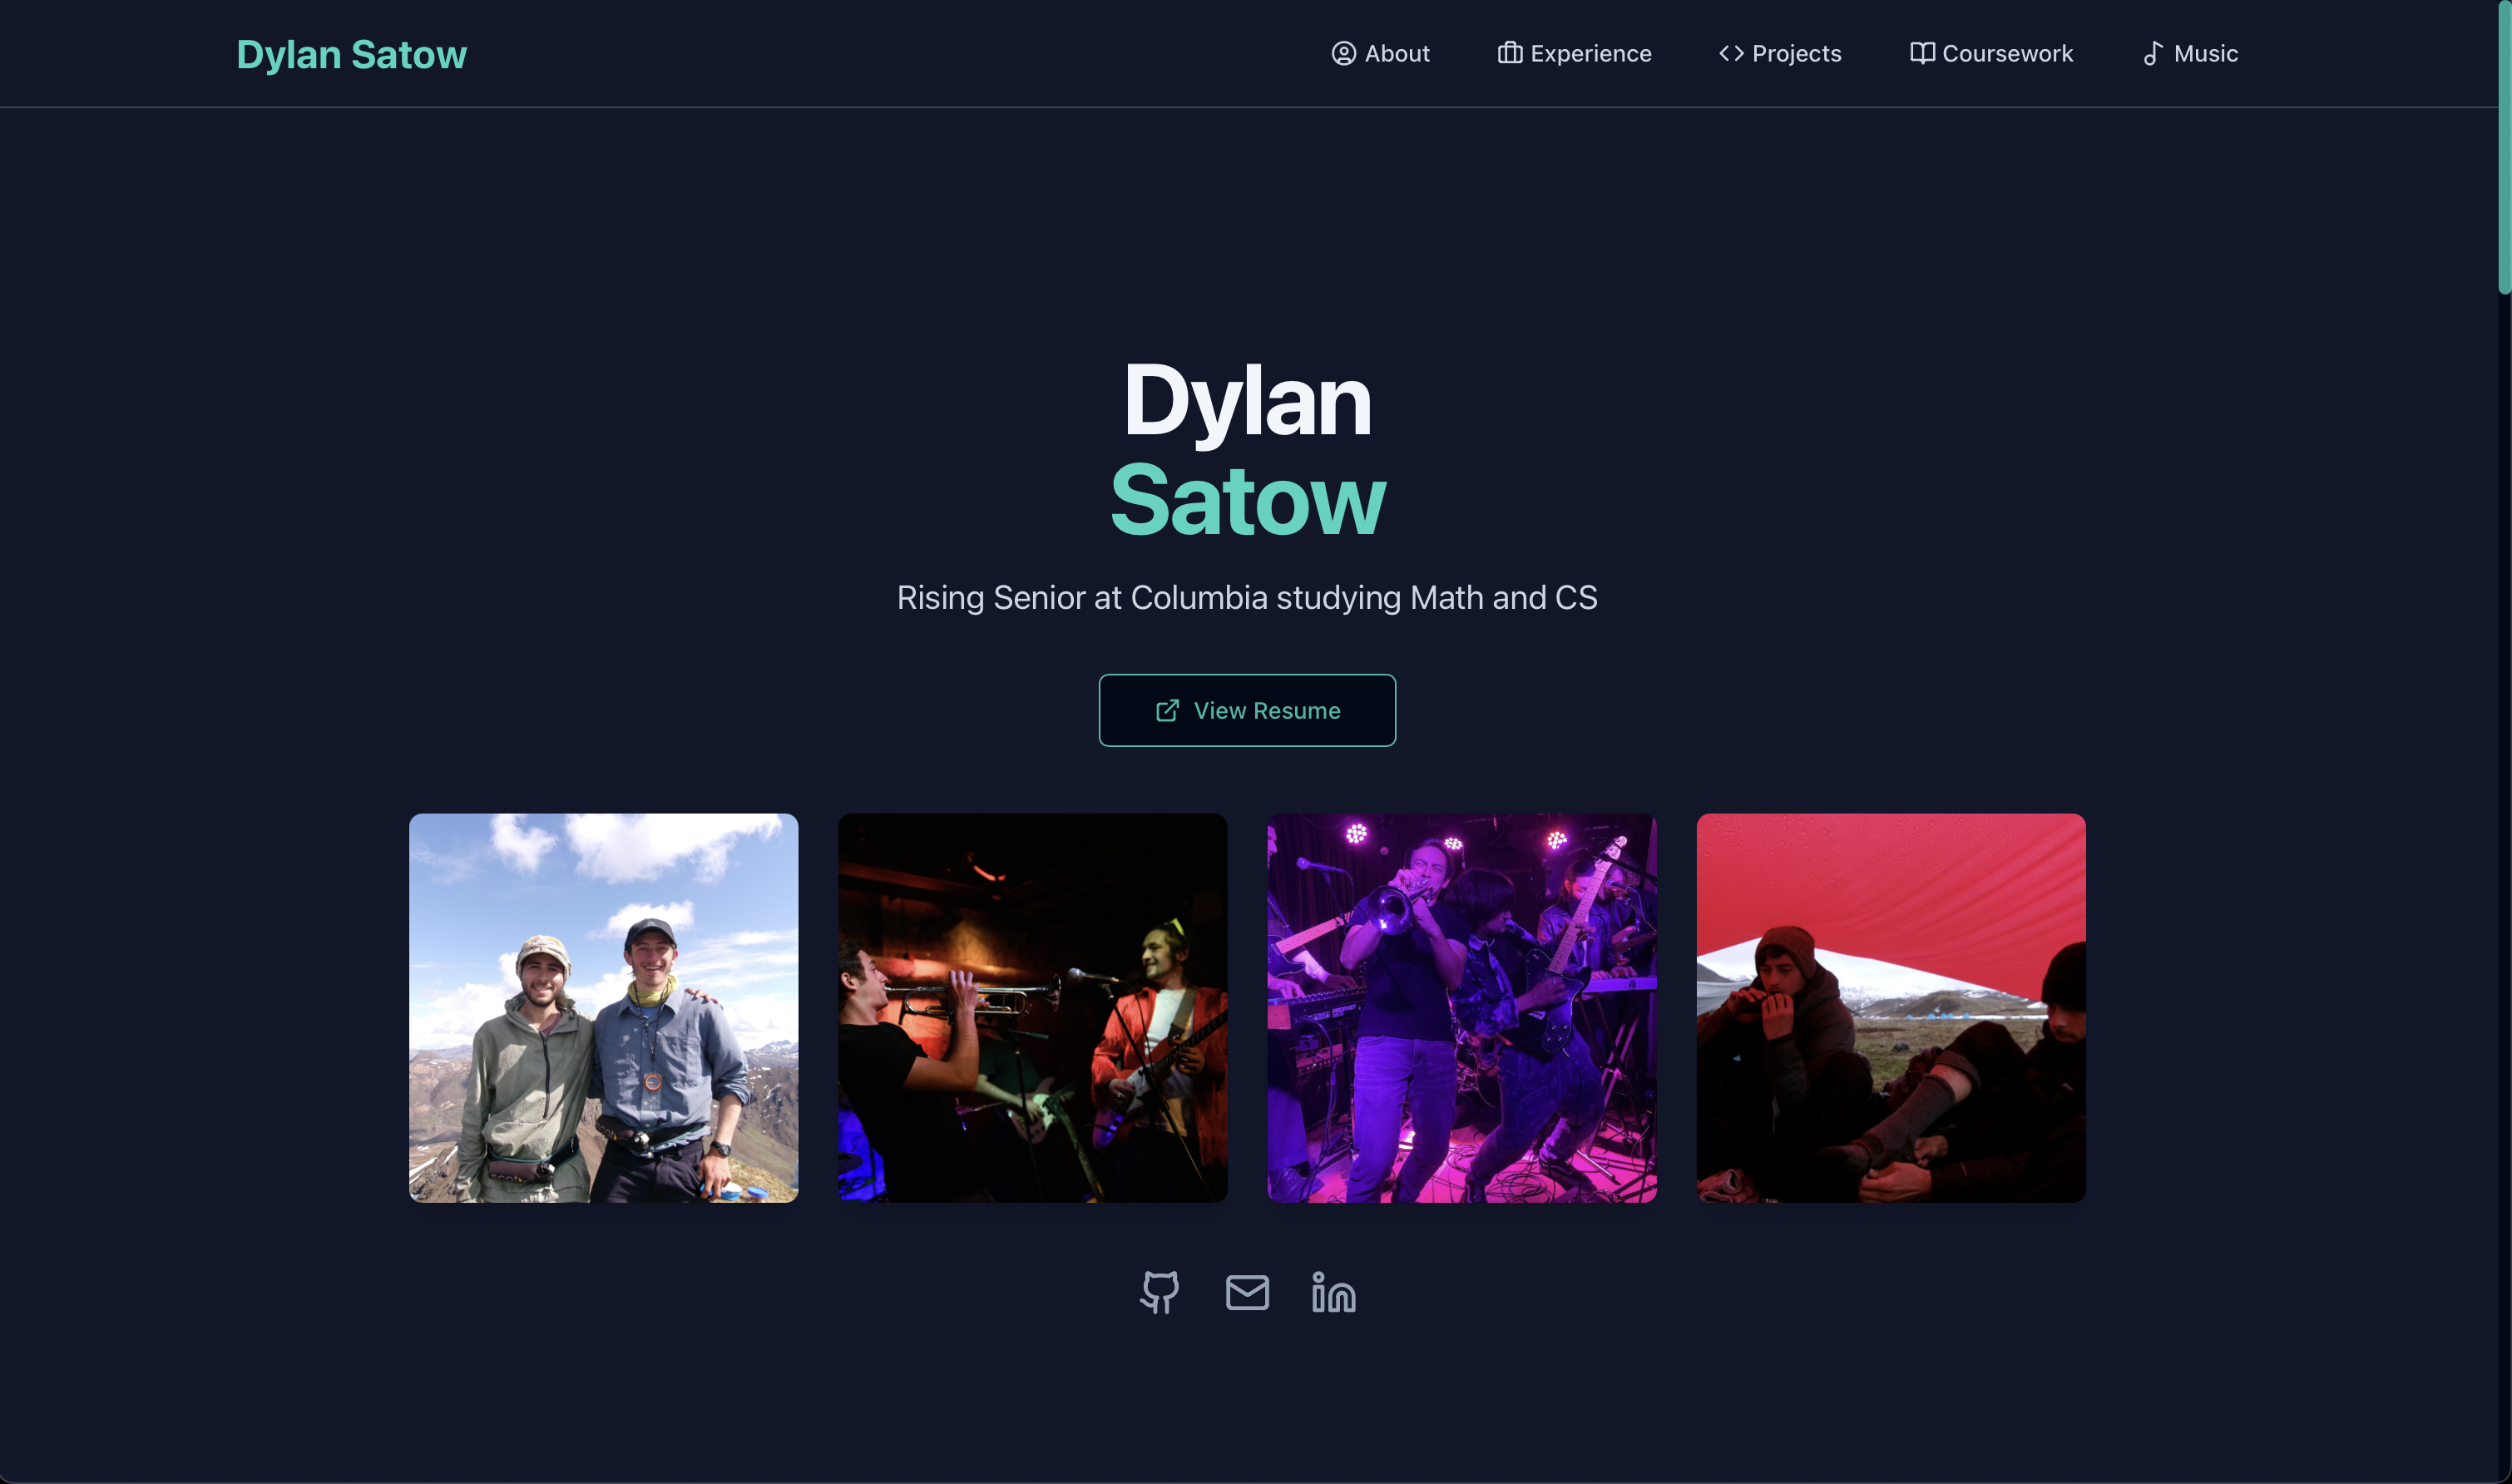 Dylan Satow
About
Experience
Projects
Coursework
Music
Dylan
Satow
Rising Senior at Columbia studying Math and CS
View Resume